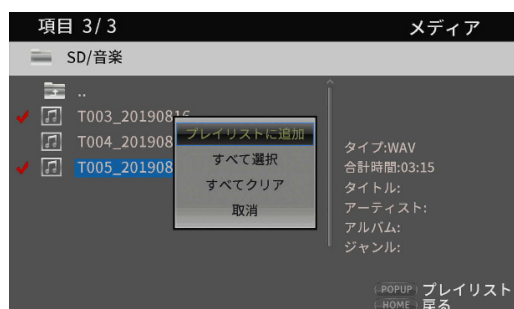 項目 3/3
メディア
SD/音楽
..
T003_20190816
T004_201908
T005_201908
プレイリストに追加
すべて選択
すべてクリア
取消
タイプ:WAV
合計時間:03:15
タイトル:
アーティスト:
アルバム:
ジャンル:
POPUP プレイリスト
HOME 戻る